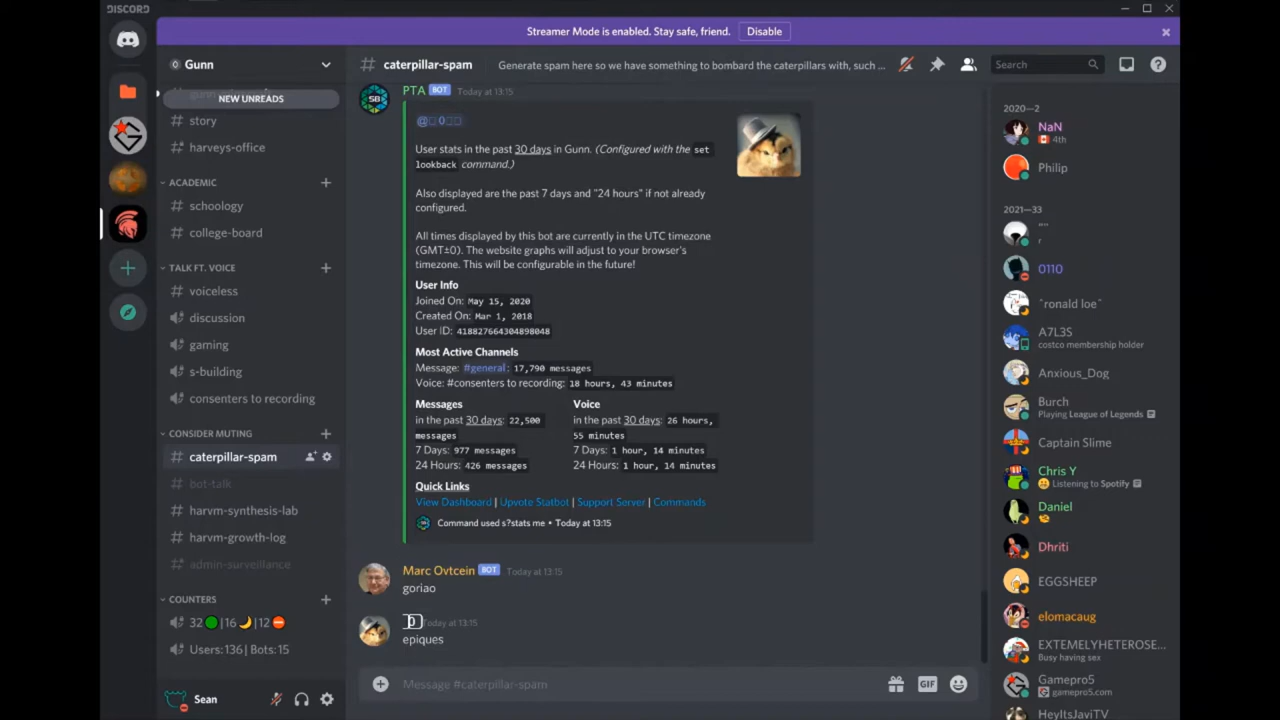 DISCORD
Streamer Mode is enabled. Stay safe, friend. Disable
Gunn
NEW UNREADS
story
harveys-office
ACADEMIC
schoology
college-board
TALK FT. VOICE
voiceless
discussion
gaming
s-building
consenters to recording
CONSIDER MUTING
caterpillar-spam
bot-talk
harvm-synthesis-lab
harvm-growth-log
admin-surveillance
COUNTERS
32 🟢|16 🌙|12 ⛔
Users:136| Bots:15
Sean
# caterpillar-spam
Generate spam here so we have something to bombard the caterpillars with, such ...
Search
PTA BOT Today at 13:15
User stats in the past 30 days in Gunn. (Configured with the set
lookback command.)
Also displayed are the past 7 days and "24 hours" if not already
configured.
All times displayed by this bot are currently in the UTC timezone
(GMT±0). The website graphs will adjust to your browser's
timezone. This will be configurable in the future!
User Info
Joined On: May 15, 2020
Created On: Mar 1, 2018
User ID: 418827664304898048
Most Active Channels
Message: #general: 17,790 messages
Voice: #consenters to recording: 18 hours, 43 minutes
Messages
in the past 30 days: 22,500
messages
7 Days: 977 messages
24 Hours: 426 messages
Voice
in the past 30 days: 26 hours,
55 minutes
7 Days: 1 hour, 14 minutes
24 Hours: 1 hour, 14 minutes
Quick Links
View Dashboard | Upvote Statbot | Support Server | Commands
Command used s?stats me • Today at 13:15
Marc Ovtcein BOT Today at 13:15
goriao
Today at 13:15
epiques
Message #caterpillar-spam
GIF
2020—2
NaN
4th
Philip
2021—33
""
r
0110
`ronald loe`
A7L3S
costco membership holder
Anxious_Dog
Burch
Playing League of Legends
Captain Slime
Chris Y
Listening to Spotify
Daniel
Dhriti
EGGSHEEP
elomacaug
EXTEMELYHETEROSE...
Busy having sex
Gamepro5
gamepro5.com
HeyItsJaviTV